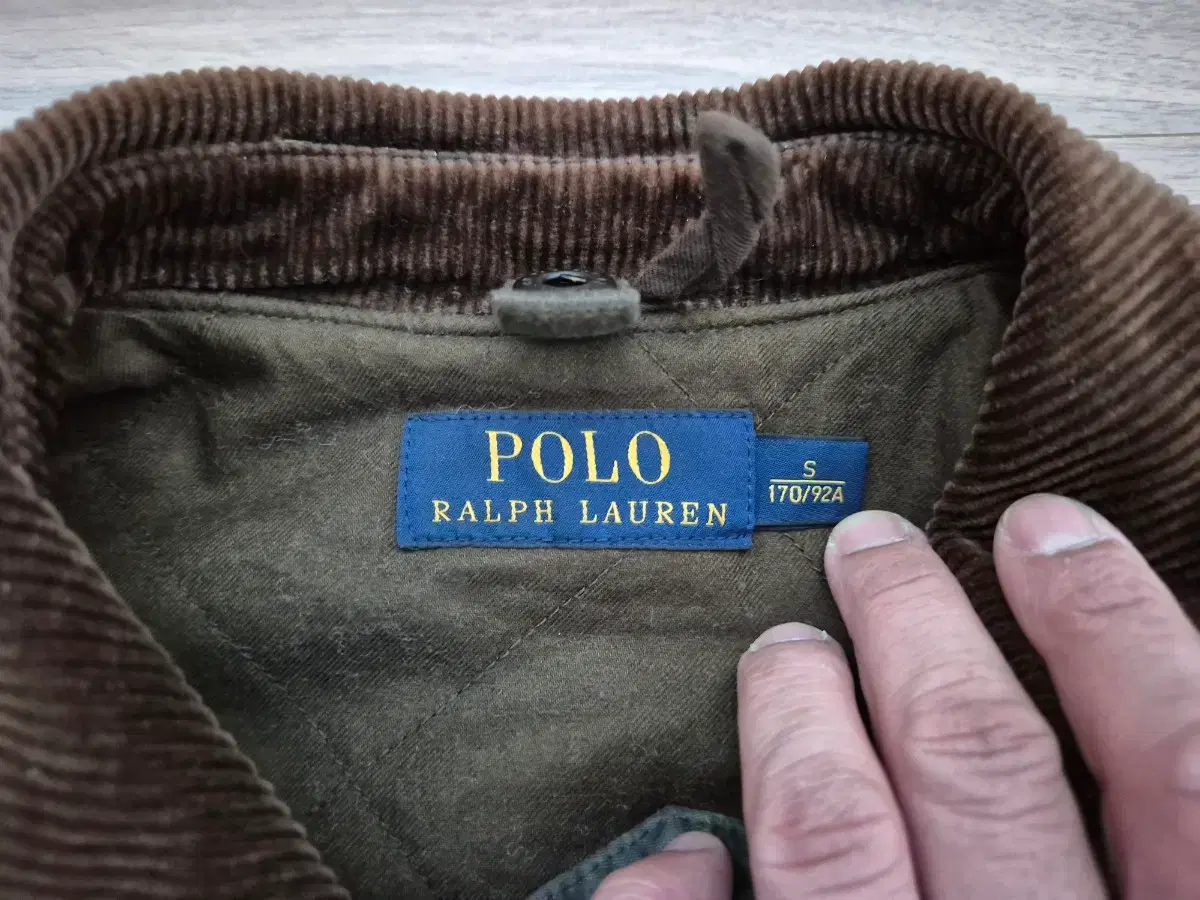 POLO
RALPH LAUREN
S
170/92A